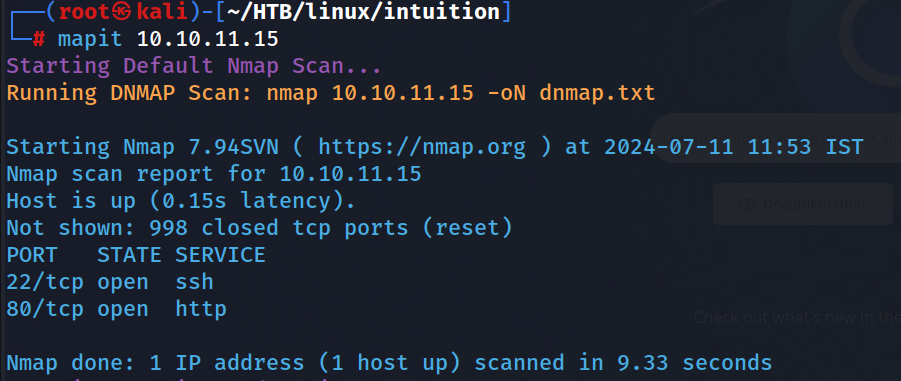 ┌──(root㉿kali)-[~/HTB/linux/intuition]
└─# mapit 10.10.11.15
Starting Default Nmap Scan...
Running DNMAP Scan: nmap 10.10.11.15 -oN dnmap.txt
Starting Nmap 7.94SVN ( https://nmap.org ) at 2024-07-11 11:53 IST
Nmap scan report for 10.10.11.15
Host is up (0.15s latency).
Documentation
Not shown: 998 closed tcp ports (reset)
PORT   STATE SERVICE
22/tcp open  ssh
80/tcp open  http
Check out what's new in the
Nmap done: 1 IP address (1 host up) scanned in 9.33 seconds